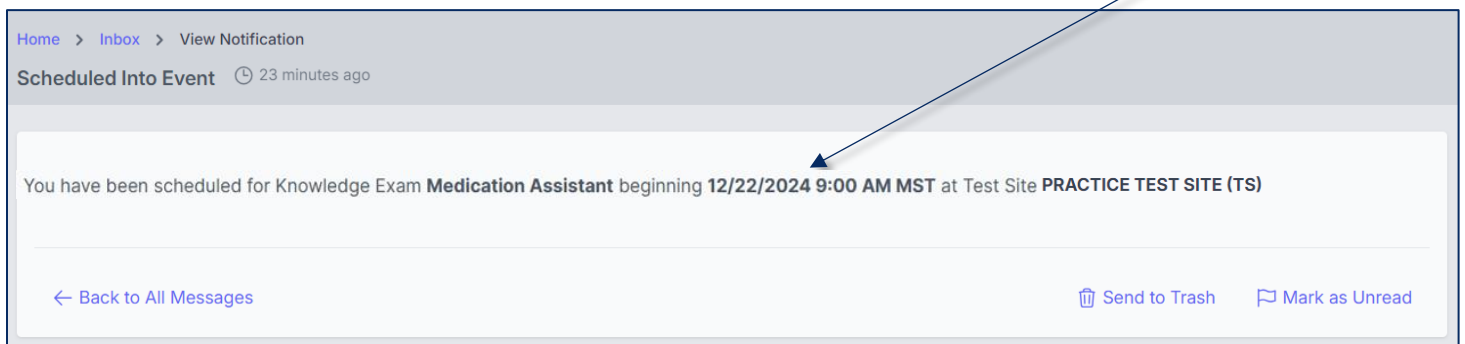 Home > Inbox > View Notification
Scheduled Into Event 23 minutes ago
You have been scheduled for Knowledge Exam Medication Assistant beginning 12/22/2024 9:00 AM MST at Test Site PRACTICE TEST SITE (TS)
← Back to All Messages Send to Trash Mark as Unread